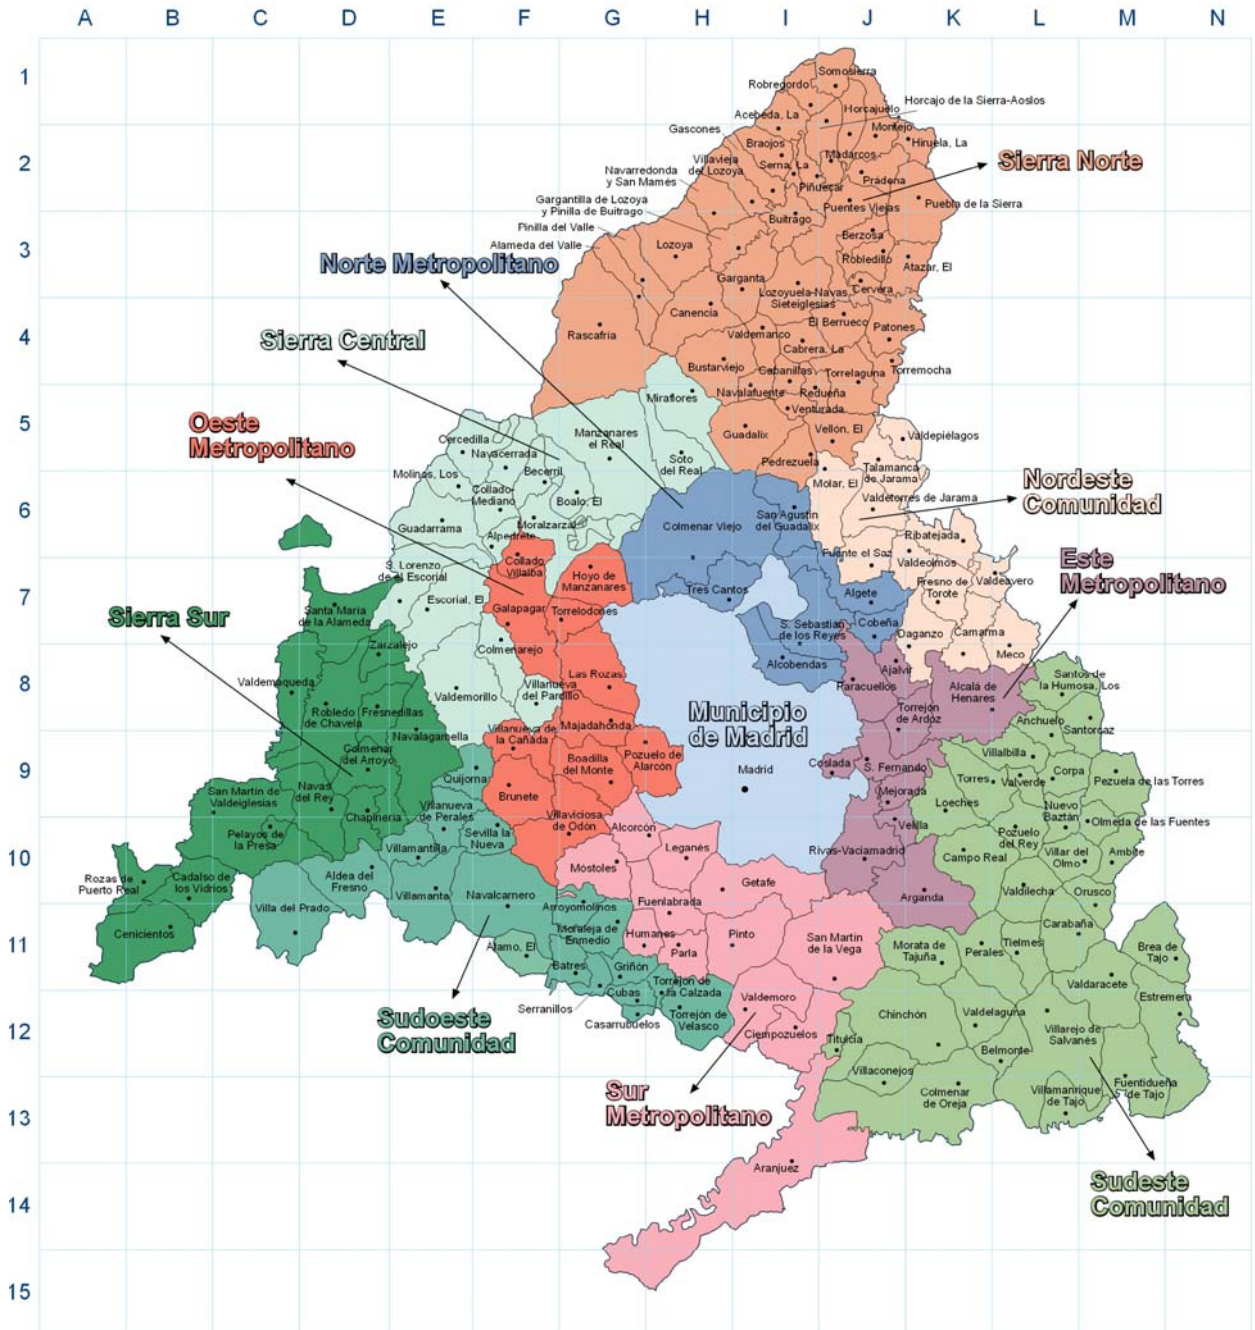 A B C D E F G H I J K L M N
1
2
3
4
5
6
7
8
9
10
11
12
13
14
15
Somosierra
Robregordo
Horcajo de la Sierra-Aoslos
Acebeda, La
Horcajuelo
Gascones
Montejo
Braojos
Hiruela, La
Villavieja
del Lozoya
Serna, La
Madarcos
Sierra Norte
Navarredonda
y San Mamés
Piñuecar
Prádena
Gargantilla de Lozoya
y Pinilla de Buitrago
Buitrago
Puentes Viejas
Puebla de la Sierra
Pinilla del Valle
Alameda del Valle
Lozoya
Berzosa
Robledillo
Atazar, El
Norte Metropolitano
Garganta
Lozoyuela-Navas
Sieteiglesias
Cervera
Canencia
El Berrueco
Patones
Rascafría
Valdemanco
Cabrera, La
Sierra Central
Bustarviejo
Cabanillas
Torrelaguna
Torremocha
Miraflores
Navalafuente
Redueña
Venturada
Oeste
Metropolitano
Cercedilla
Manzanares
el Real
Guadalix
Vellón, El
Valdepiélagos
Navacerrada
Soto
del Real
Pedrezuela
Talamanca
de Jarama
Molinos, Los
Becerril
Molar, El
Nordeste
Comunidad
Collado-
Mediano
Boalo, El
Valdetorres de Jarama
Guadarrama
Moralzarzal
Colmenar Viejo
San Agustín
del Guadalix
Alpedrete
Ribatejada
Fuente el Saz
Valdeolmos
Este
Metropolitano
S. Lorenzo
de el Escorial
Collado
Villalba
Hoyo de
Manzanares
Tres Cantos
Algete
Fresno de
Torote
Valdeavero
Sierra Sur
Santa María
de la Alameda
Escorial, El
Galapagar
Torrelodones
S. Sebastián
de los Reyes
Cobeña
Daganzo
Camarma
Zarzalejo
Colmenarejo
Alcobendas
Ajalvir
Meco
Valdemaqueda
Valdemorillo
Villanueva
del Pardillo
Las Rozas
Paracuellos
Alcalá de
Henares
Santos de
la Humosa, Los
Robledo
de Chavela
Fresnedillas
Municipio
de Madrid
Torrejón
de Ardoz
Anchuelo
Santorcaz
Navalagamella
Villanueva de
la Cañada
Majadahonda
Colmenar
del Arroyo
Boadilla
del Monte
Pozuelo de
Alarcón
Madrid
Coslada
S. Fernando
Villalbilla
Corpa
Pezuela de las Torres
Quijorna
Torres
Valverde
San Martín de
Valdeiglesias
Navas
del Rey
Brunete
Mejorada
Loeches
Nuevo
Baztán
Olmeda de las Fuentes
Chapinería
Villanueva
de Perales
Sevilla la
Nueva
Villaviciosa
de Odón
Alcorcón
Velilla
Pelayos de
la Presa
Villamantilla
Leganés
Rivas-Vaciamadrid
Campo Real
Pozuelo
del Rey
Villar del
Olmo
Ambite
Rozas de
Puerto Real
Cadalso de
los Vidrios
Aldea del
Fresno
Móstoles
Getafe
Villa del Prado
Villamanta
Navalcarnero
Fuenlabrada
Arganda
Valdilecha
Orusco
Cenicientos
Arroyomolinos
Moraleja de
Enmedio
Humanes
Pinto
San Martín
de la Vega
Morata de
Tajuña
Perales
Tielmes
Carabaña
Brea de
Tajo
Álamo, El
Batres
Griñón
Parla
Valdaracete
Serranillos
Cubas
Torrejón de
la Calzada
Valdemoro
Chinchón
Valdelaguna
Estremera
Sudoeste
Comunidad
Casarrubuelos
Torrejón de
Velasco
Ciempozuelos
Titulcia
Villarejo de
Salvanés
Villaconejos
Belmonte
Sur
Metropolitano
Colmenar
de Oreja
Villamanrique
de Tajo
Fuentidueña
de Tajo
Aranjuez
Sudeste
Comunidad